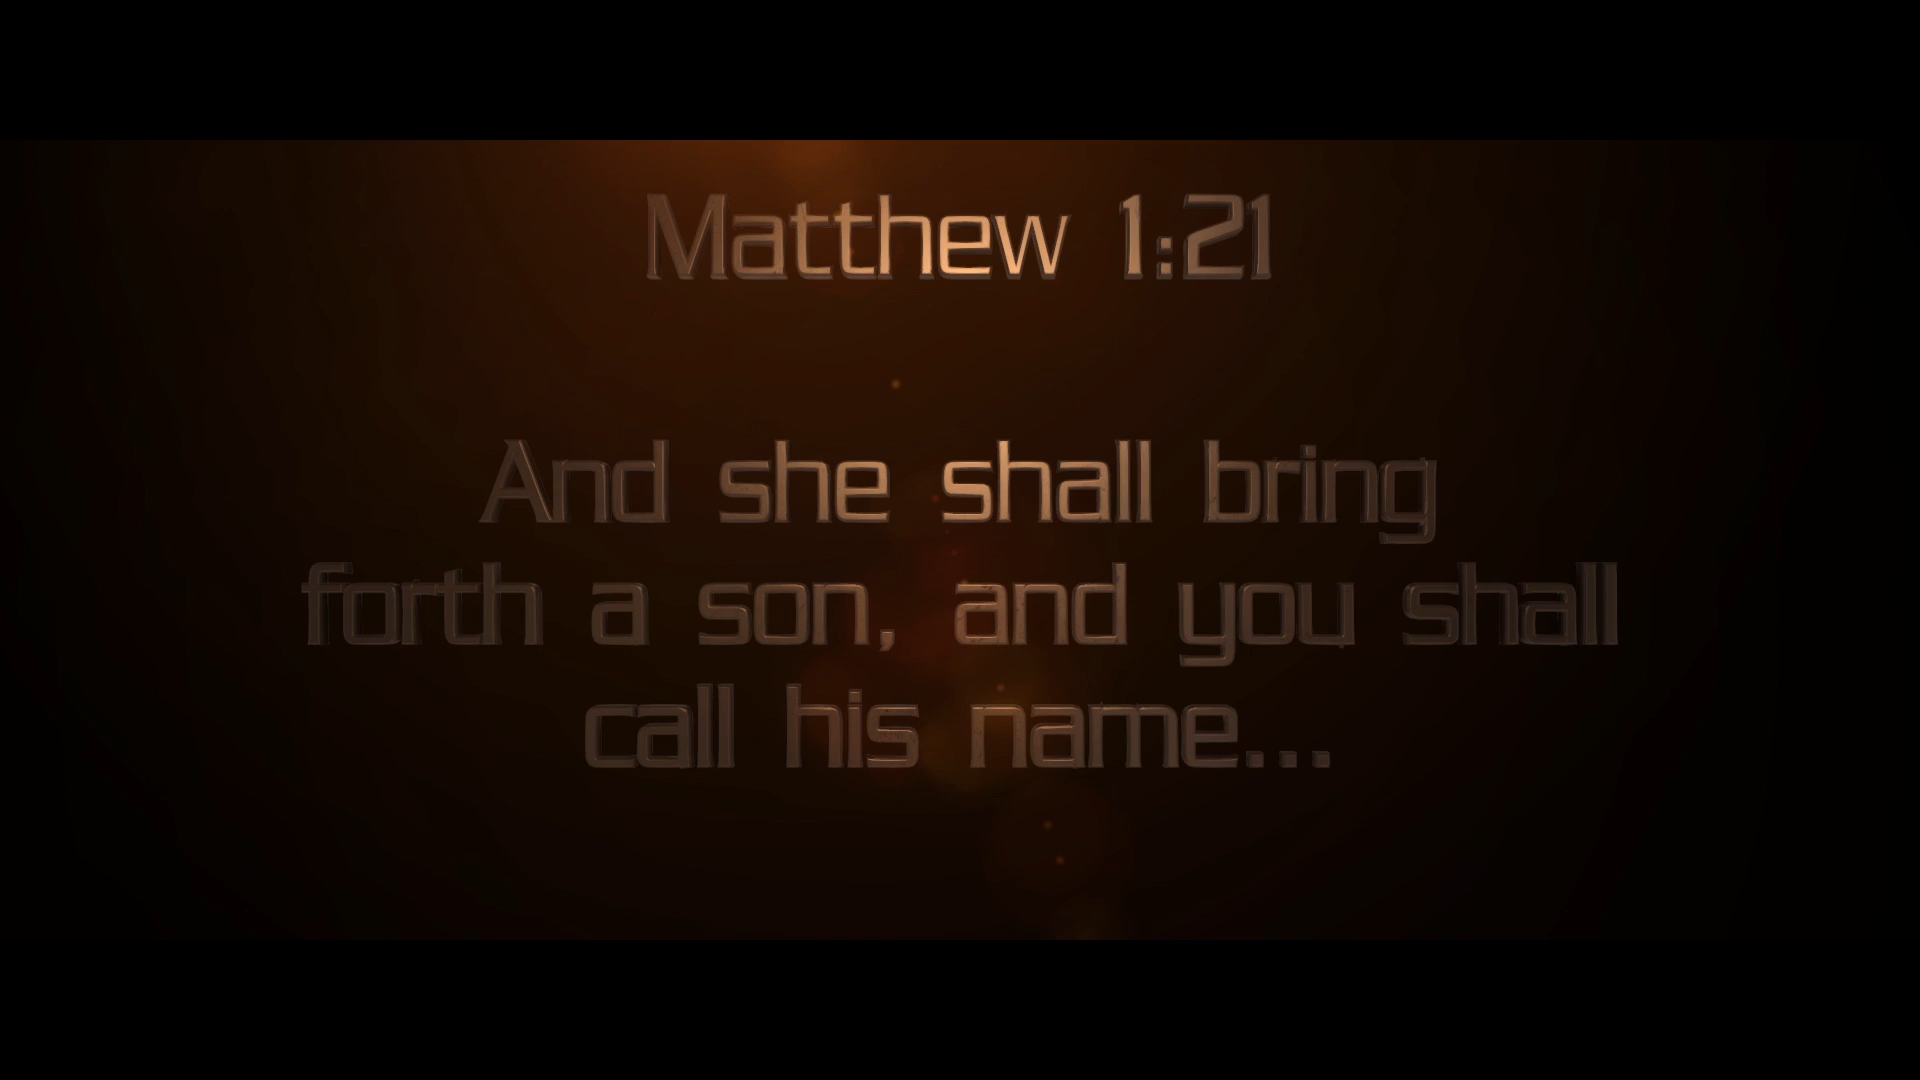 Matthew 1:21
And she shall bring
forth a son, and you shall
call his name...